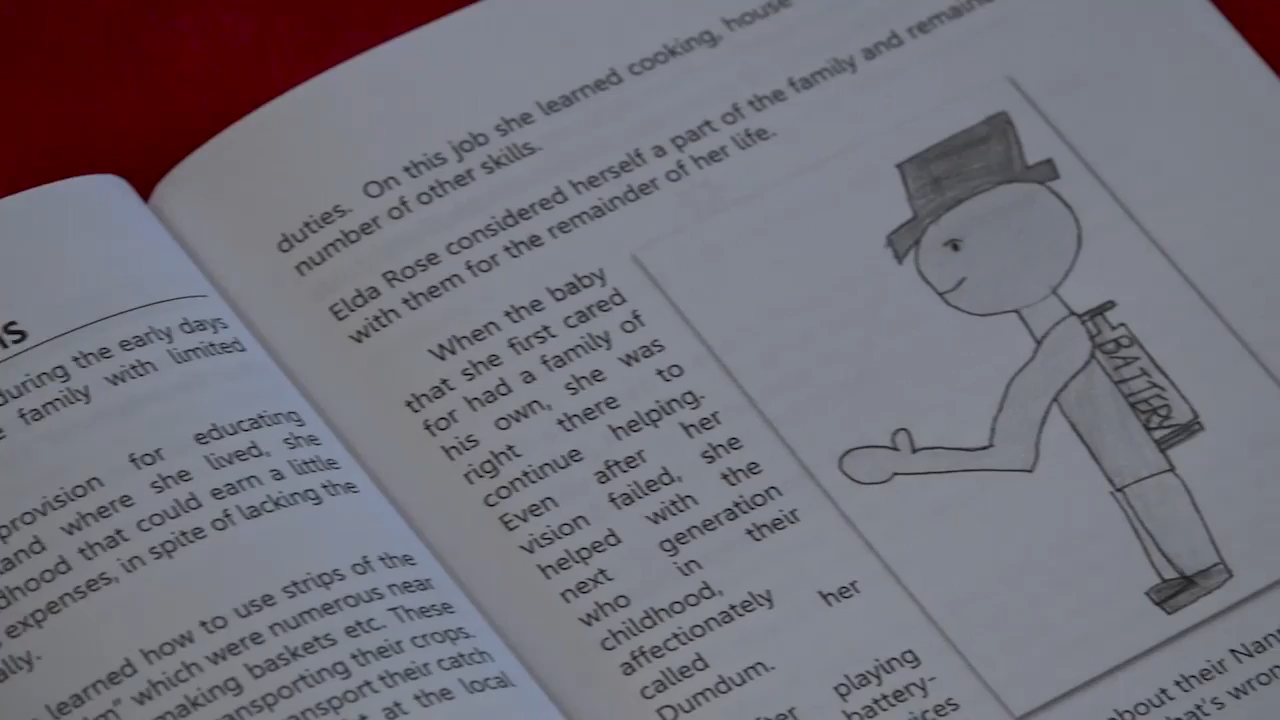 ns
during the early days
family with limited
provision for educating
and where she lived, she
dhood that could earn a little
expenses, in spite of lacking the
ally.
learned how to use strips of the
which were numerous near
making baskets etc. These
ansporting their crops.
ansport their catch
at the local
On this job she learned cooking, house
duties.
number of other skills.
Elda Rose considered herself a part of the family and remain
with them for the remainder of her life.
When the baby
that she first cared
for had a family of
his own, she was
right there to
continue helping.
Even after her
vision failed, she
helped with the
next generation
who in their
childhood,
affectionately
called her
Dumdum.
playing
battery-
BATTERY
about their Nan